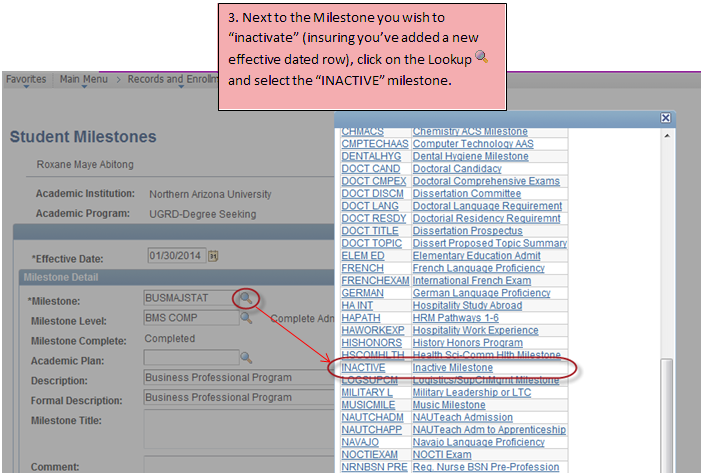 3. Next to the Milestone you wish to
“inactivate” (insuring you’ve added a new
effective dated row), click on the Lookup
and select the “INACTIVE” milestone.
Favorites Main Menu > Records and Enrollm
Student Milestones
Roxane Maye Abitong
Academic Institution: Northern Arizona University
Academic Program: UGRD-Degree Seeking
*Effective Date: 01/30/2014
Milestone Detail
*Milestone: BUSMAJSTAT
Milestone Level: BMS COMP Complete Adm
Milestone Complete: Completed
Academic Plan:
Description: Business Professional Program
Formal Description: Business Professional Program
Milestone Title:
Comment:
CHMACS Chemistry ACS Milestone
CMPTECHAAS Computer Technology AAS
DENTALHYG Dental Hygiene Milestone
DOCT CAND Doctoral Candidacy
DOCT CMPEX Doctoral Comprehensive Exams
DOCT DISCM Dissertation Committee
DOCT LANG Doctoral Language Requirement
DOCT RESDY Doctorial Residency Requiremnt
DOCT TITLE Dissertation Prospectus
DOCT TOPIC Dissert Proposed Topic Summary
ELEM ED Elementary Education Admit
FRENCH French Language Proficiency
FRENCHEXAM International French Exam
GERMAN German Language Proficiency
HA INT Hospitality Study Abroad
HAPATH HRM Pathways 1-6
HAWORKEXP Hospitality Work Experience
HISHONORS History Honors Program
HSCOMHLTH Health Sci-Comm Hlth Milestone
INACTIVE Inactive Milestone
LOGSUPCM Logistics/SupChMgmt Milestone
MILITARY L Military Leadership or LTC
MUSICMILE Music Milestone
NAUTCHADM NAUTeach Admission
NAUTCHAPP NAUTeach Adm to Apprenticeship
NAVAJO Navajo Language Proficiency
NOCTIEXAM NOCTI Exam
NRNBSN PRE Reg. Nurse BSN Pre-Profession